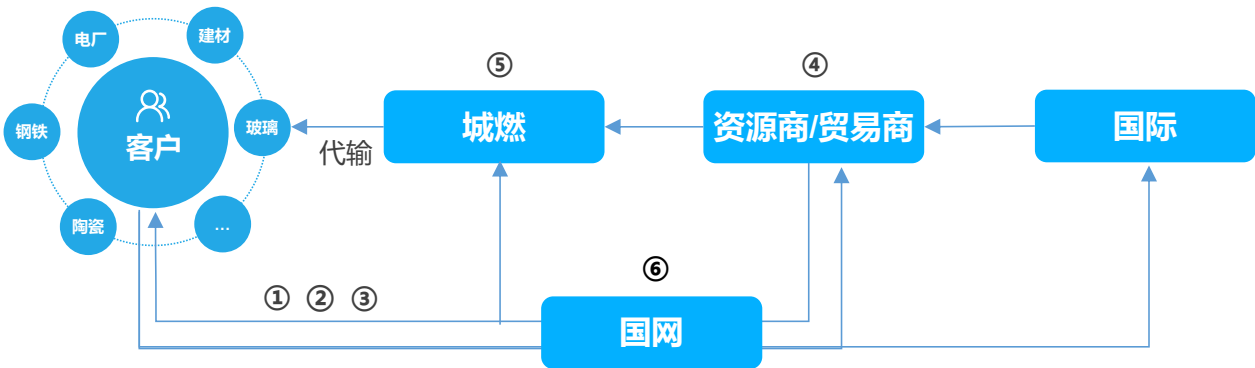 电厂
建材
钢铁
客户
玻璃
陶瓷
...
代输
⑤
城燃
④
资源商/贸易商
国际
① ② ③
⑥
国网